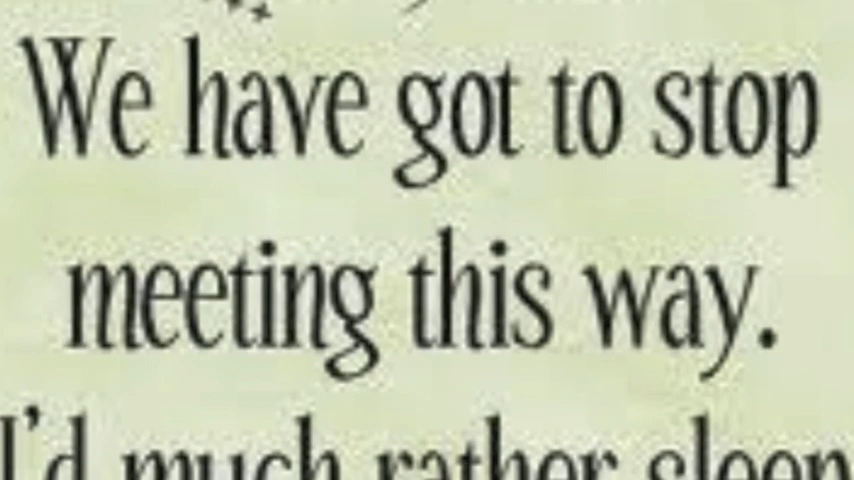 We have got to stop
meeting this way.
I'd much rather sleep